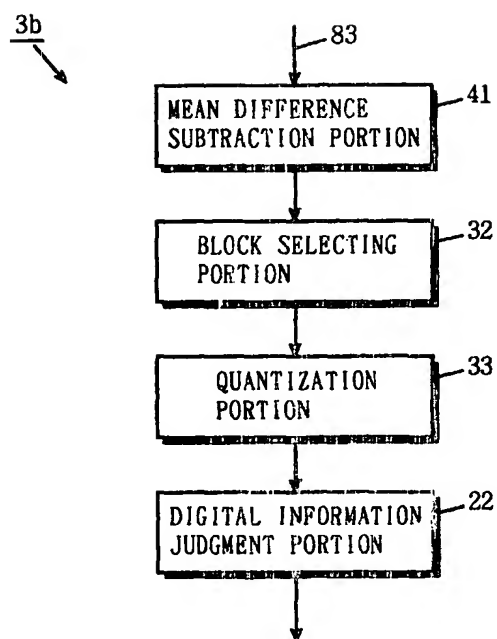 3b
83
41
MEAN DIFFERENCE
SUBTRACTION PORTION
32
BLOCK SELECTING
PORTION
33
QUANTIZATION
PORTION
22
DIGITAL INFORMATION
JUDGMENT PORTION